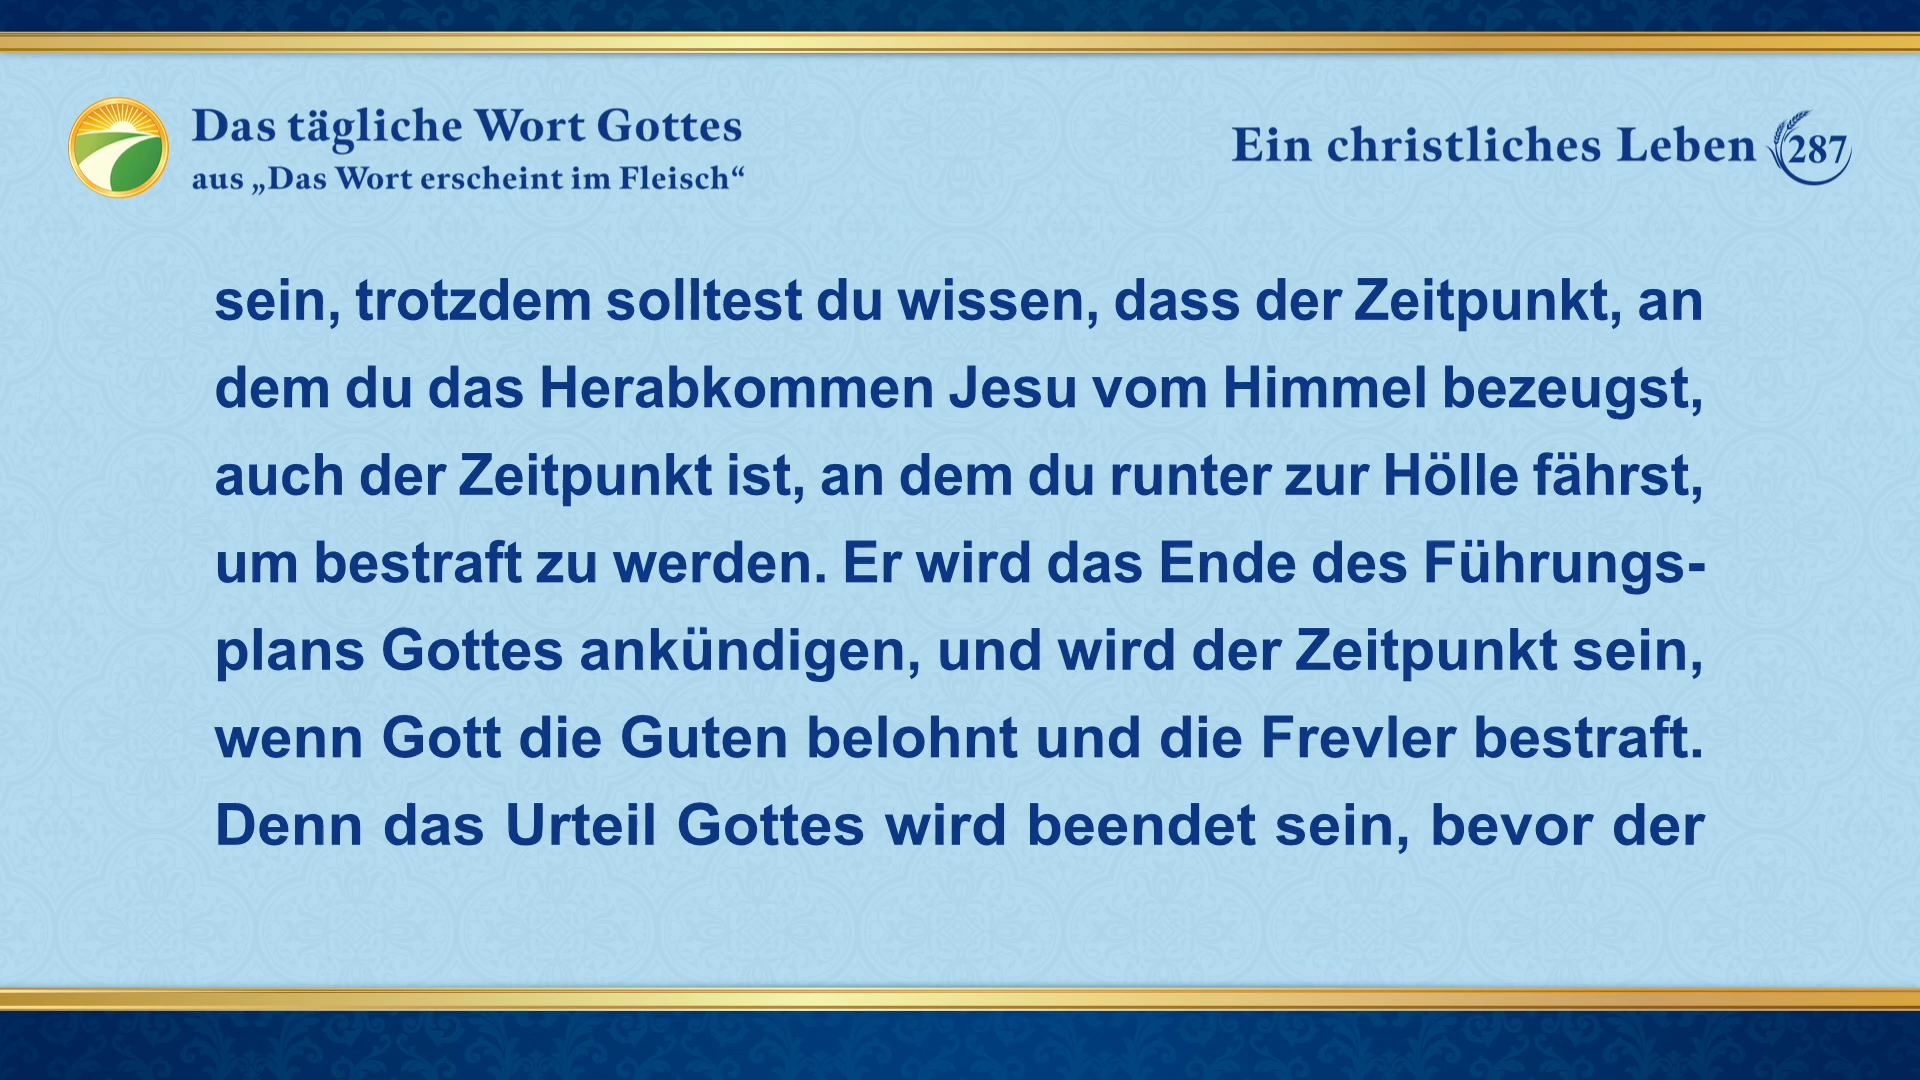 Das tägliche Wort Gottes
aus „Das Wort erscheint im Fleisch“
Ein christliches Leben 287
sein, trotzdem solltest du wissen, dass der Zeitpunkt, an
dem du das Herabkommen Jesu vom Himmel bezeugst,
auch der Zeitpunkt ist, an dem du runter zur Hölle fährst,
um bestraft zu werden. Er wird das Ende des Führungs-
plans Gottes ankündigen, und wird der Zeitpunkt sein,
wenn Gott die Guten belohnt und die Frevler bestraft.
Denn das Urteil Gottes wird beendet sein, bevor der